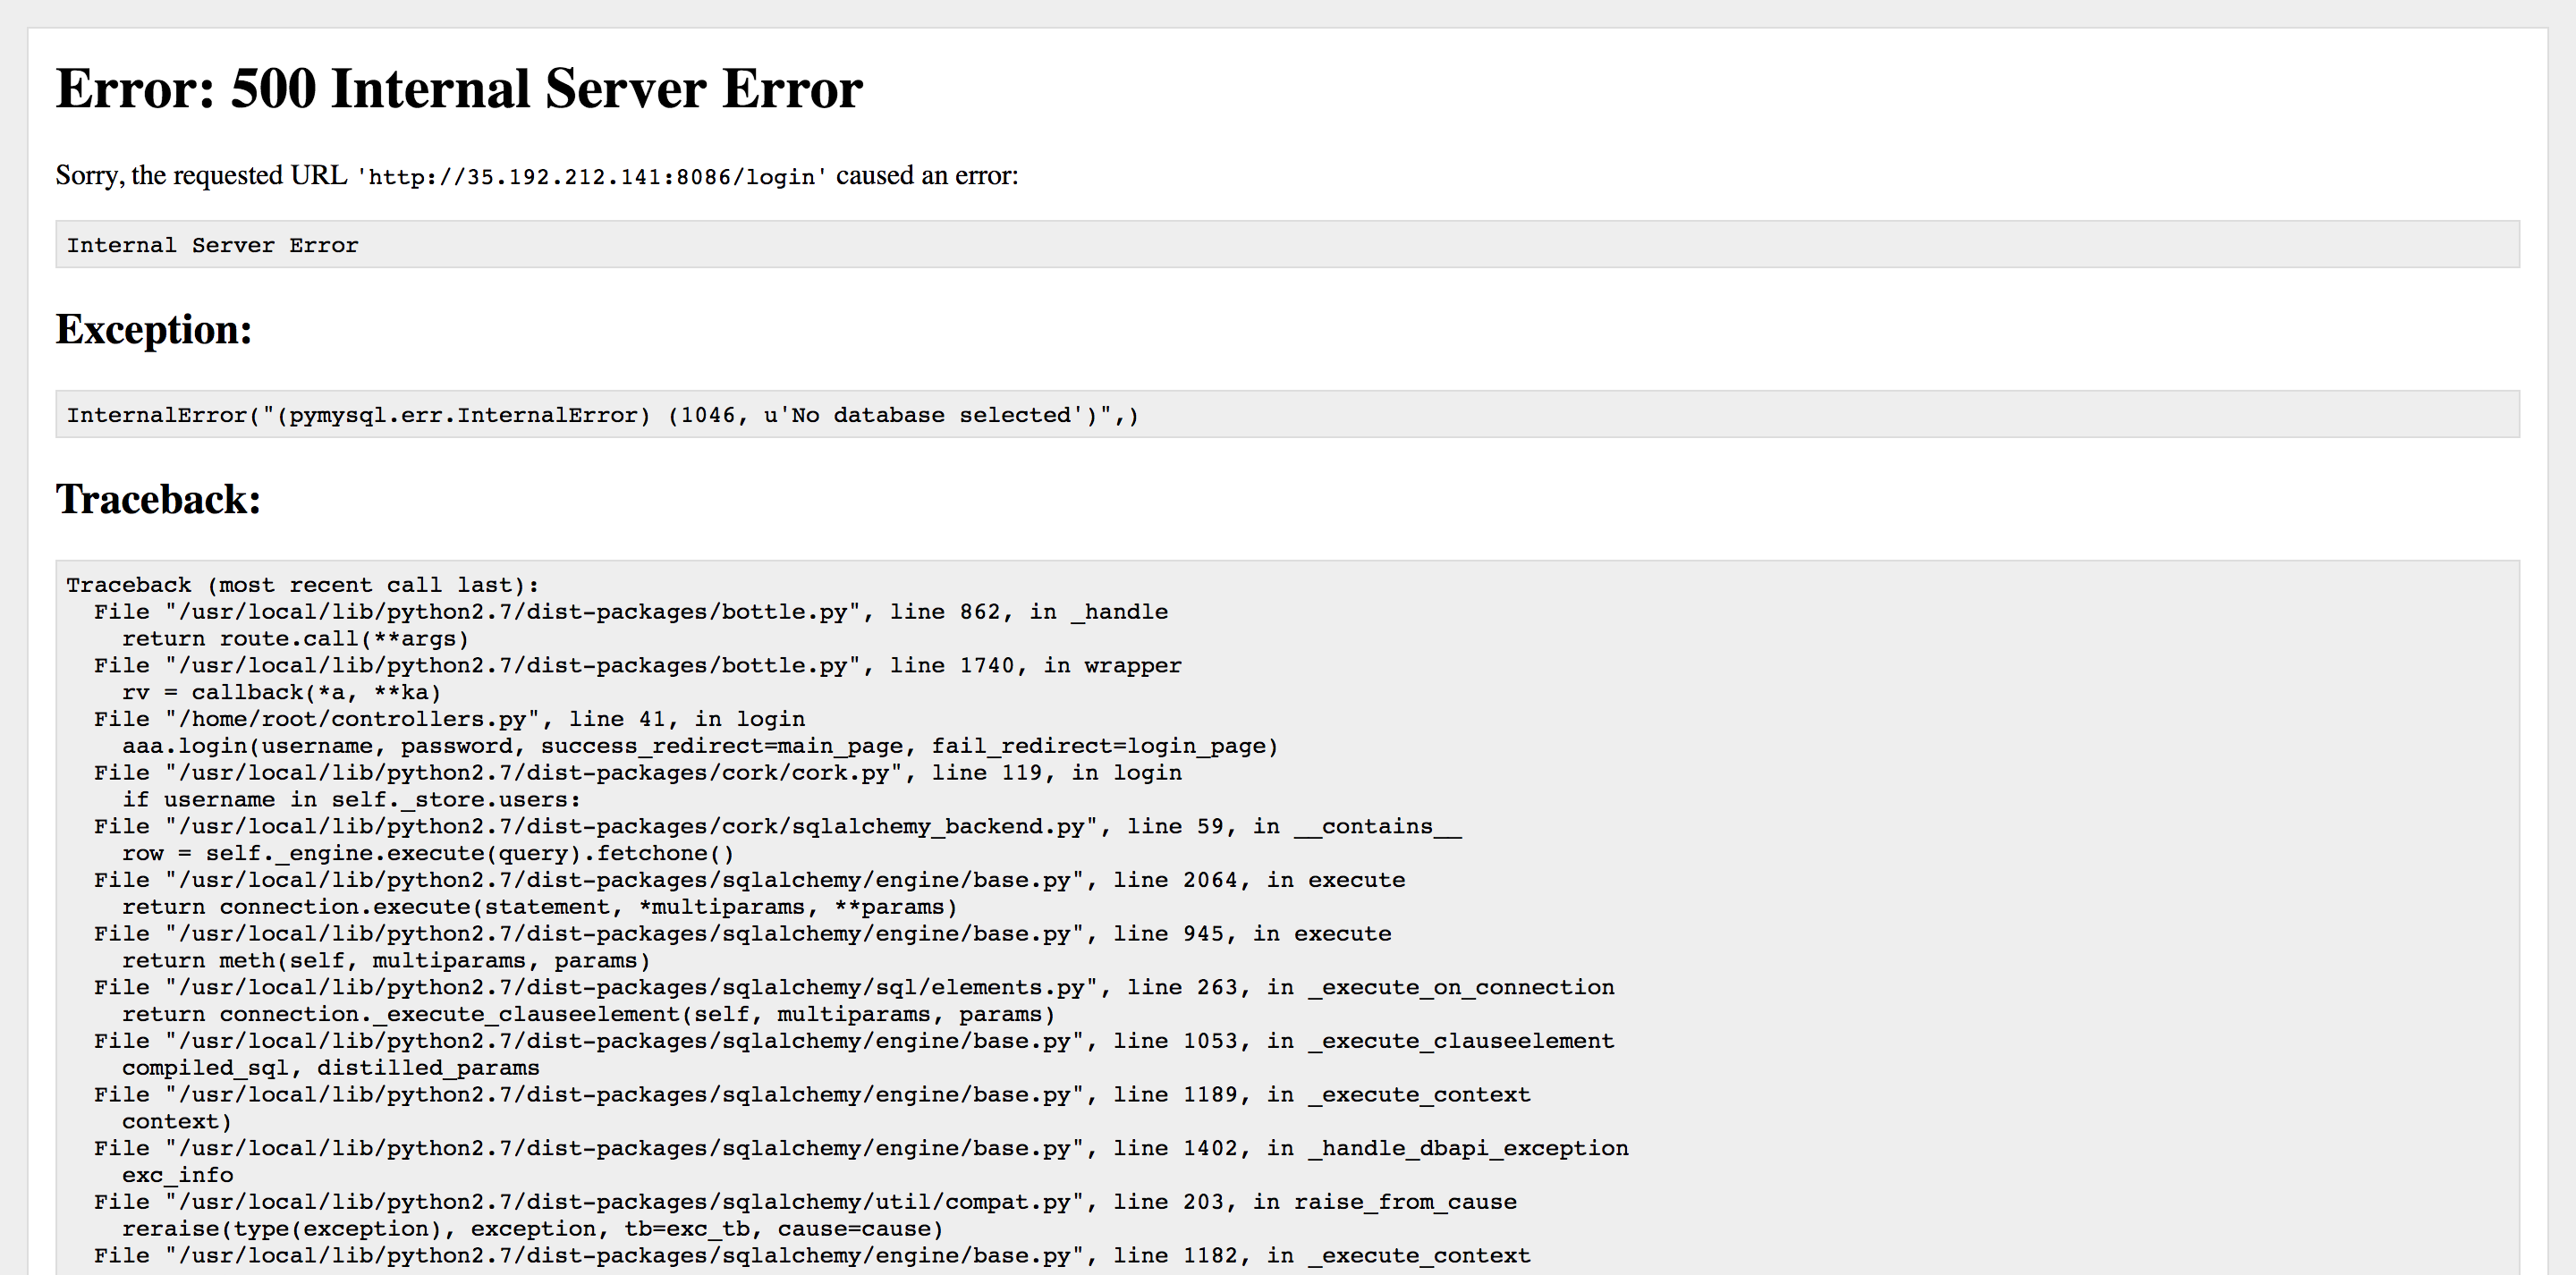 Error: 500 Internal Server Error
Sorry, the requested URL 'http://35.192.212.141:8086/login' caused an error:
Internal Server Error
Exception:
InternalError("(pymysql.err.InternalError) (1046, u'No database selected')",)
Traceback:
Traceback (most recent call last):
  File "/usr/local/lib/python2.7/dist-packages/bottle.py", line 862, in _handle
    return route.call(**args)
  File "/usr/local/lib/python2.7/dist-packages/bottle.py", line 1740, in wrapper
    rv = callback(*a, **ka)
  File "/home/root/controllers.py", line 41, in login
    aaa.login(username, password, success_redirect=main_page, fail_redirect=login_page)
  File "/usr/local/lib/python2.7/dist-packages/cork/cork.py", line 119, in login
    if username in self._store.users:
  File "/usr/local/lib/python2.7/dist-packages/cork/sqlalchemy_backend.py", line 59, in __contains__
    row = self._engine.execute(query).fetchone()
  File "/usr/local/lib/python2.7/dist-packages/sqlalchemy/engine/base.py", line 2064, in execute
    return connection.execute(statement, *multiparams, **params)
  File "/usr/local/lib/python2.7/dist-packages/sqlalchemy/engine/base.py", line 945, in execute
    return meth(self, multiparams, params)
  File "/usr/local/lib/python2.7/dist-packages/sqlalchemy/sql/elements.py", line 263, in _execute_on_connection
    return connection._execute_clauseelement(self, multiparams, params)
  File "/usr/local/lib/python2.7/dist-packages/sqlalchemy/engine/base.py", line 1053, in _execute_clauseelement
    compiled_sql, distilled_params
  File "/usr/local/lib/python2.7/dist-packages/sqlalchemy/engine/base.py", line 1189, in _execute_context
    context)
  File "/usr/local/lib/python2.7/dist-packages/sqlalchemy/engine/base.py", line 1402, in _handle_dbapi_exception
    exc_info
  File "/usr/local/lib/python2.7/dist-packages/sqlalchemy/util/compat.py", line 203, in raise_from_cause
    reraise(type(exception), exception, tb=exc_tb, cause=cause)
  File "/usr/local/lib/python2.7/dist-packages/sqlalchemy/engine/base.py", line 1182, in _execute_context